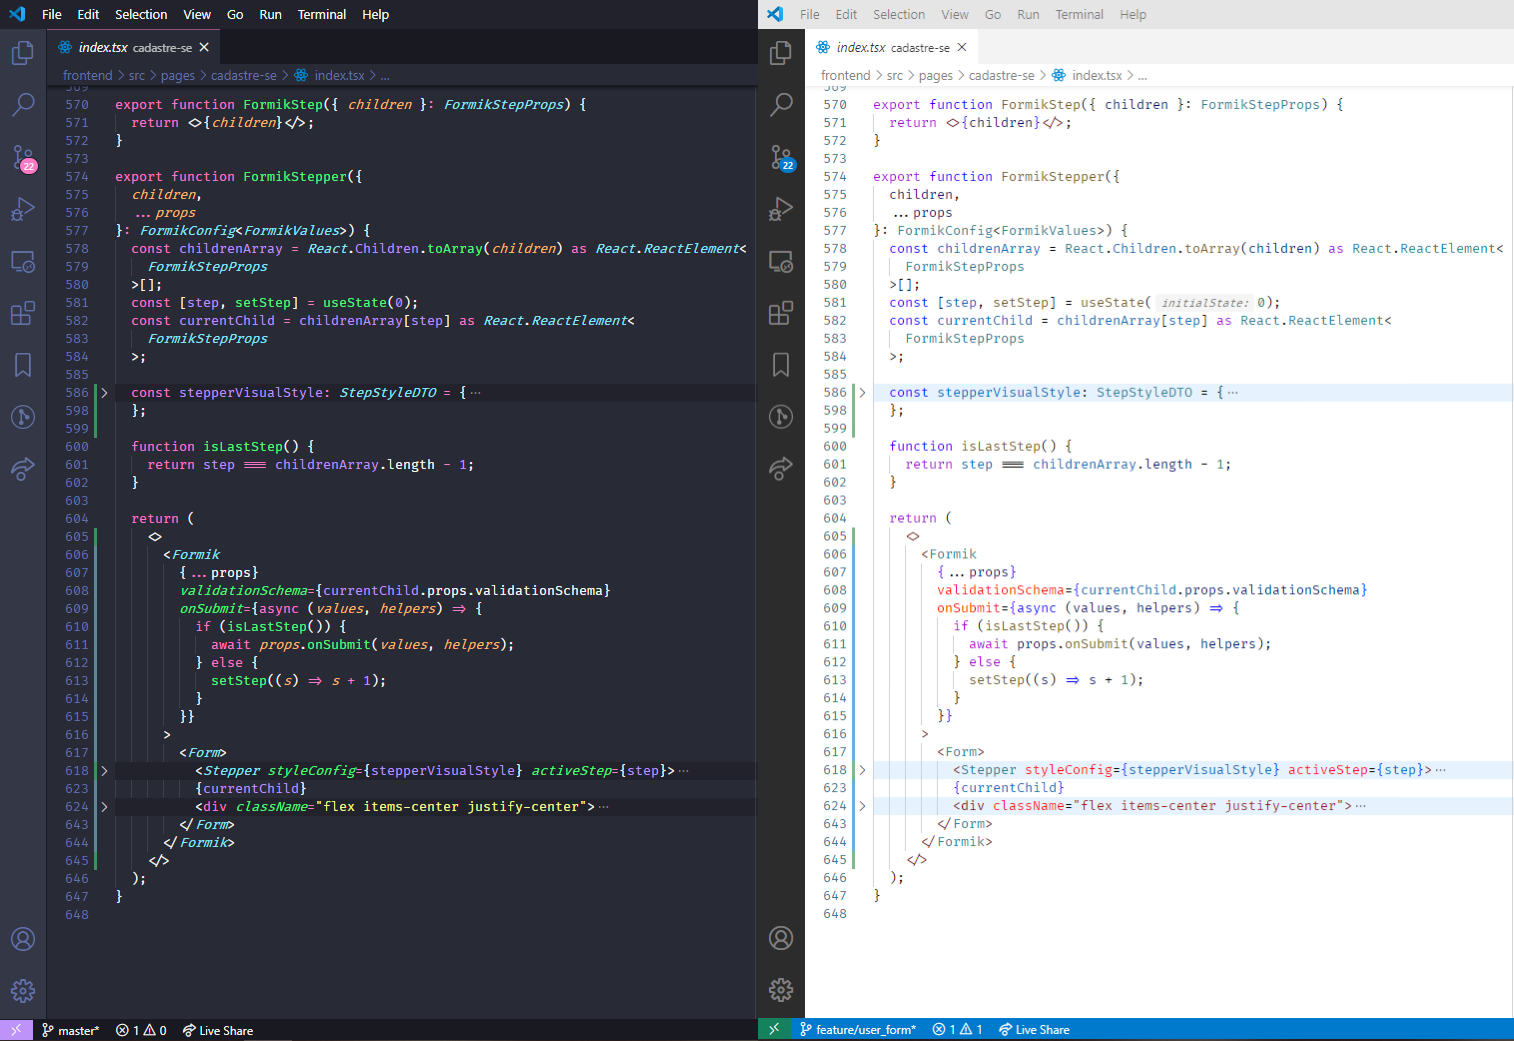 File Edit Selection View Go Run Terminal Help
index.tsx cadastre-se ×
frontend > src > pages > cadastre-se > index.tsx > ...
569
570 export function FormikStep({ children }: FormikStepProps) {
571 return <>{children}</>;
572 }
573
574 export function FormikStepper({
575 children,
576 ...props
577 }: FormikConfig<FormikValues>) {
578 const childrenArray = React.Children.toArray(children) as React.ReactElement<
579 FormikStepProps
580 >[];
581 const [step, setStep] = useState(0);
582 const currentChild = childrenArray[step] as React.ReactElement<
583 FormikStepProps
584 >;
585
586 const stepperVisualStyle: StepStyleDTO = {…
598 };
599
600 function isLastStep() {
601 return step === childrenArray.length - 1;
602 }
603
604 return (
605 <>
606 <Formik
607 {...props}
608 validationSchema={currentChild.props.validationSchema}
609 onSubmit={async (values, helpers) => {
610 if (isLastStep()) {
611 await props.onSubmit(values, helpers);
612 } else {
613 setStep((s) => s + 1);
614 }
615 }}
616 >
617 <Form>
618 <Stepper styleConfig={stepperVisualStyle} activeStep={step}>…
623 {currentChild}
624 <div className="flex items-center justify-center">…
643 </Form>
644 </Formik>
645 </>
646 );
647 }
648
22
master* 1 0 Live Share
File Edit Selection View Go Run Terminal Help
index.tsx cadastre-se ×
frontend > src > pages > cadastre-se > index.tsx > ...
569
570 export function FormikStep({ children }: FormikStepProps) {
571 return <>{children}</>;
572 }
573
574 export function FormikStepper({
575 children,
576 ...props
577 }: FormikConfig<FormikValues>) {
578 const childrenArray = React.Children.toArray(children) as React.ReactElement<
579 FormikStepProps
580 >[];
581 const [step, setStep] = useState( initialState: 0);
582 const currentChild = childrenArray[step] as React.ReactElement<
583 FormikStepProps
584 >;
585
586 const stepperVisualStyle: StepStyleDTO = {…
598 };
599
600 function isLastStep() {
601 return step === childrenArray.length - 1;
602 }
603
604 return (
605 <>
606 <Formik
607 {...props}
608 validationSchema={currentChild.props.validationSchema}
609 onSubmit={async (values, helpers) => {
610 if (isLastStep()) {
611 await props.onSubmit(values, helpers);
612 } else {
613 setStep((s) => s + 1);
614 }
615 }}
616 >
617 <Form>
618 <Stepper styleConfig={stepperVisualStyle} activeStep={step}>…
623 {currentChild}
624 <div className="flex items-center justify-center">…
643 </Form>
644 </Formik>
645 </>
646 );
647 }
648
22
feature/user_form* 1 1 Live Share